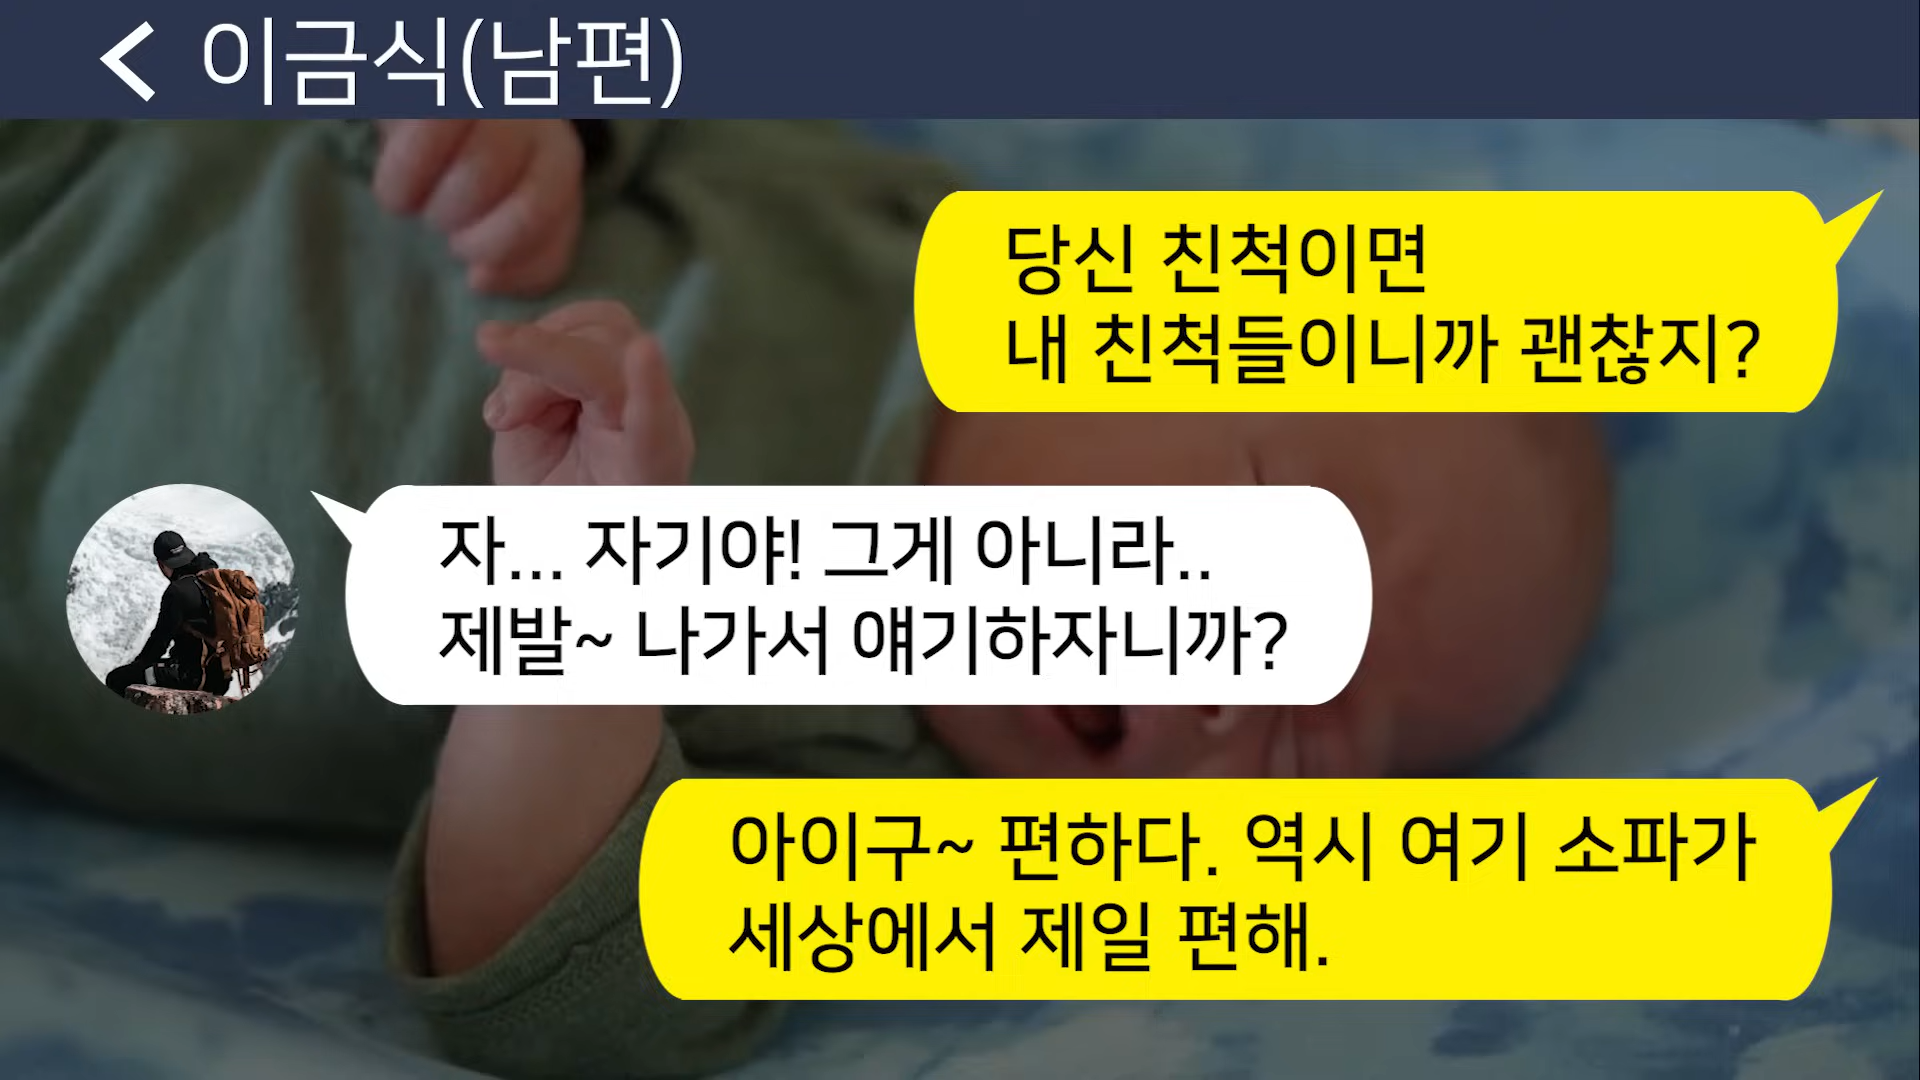 이금식(남편)
당신 친척이면
내 친척들이니까 괜찮지?
자... 자기야! 그게 아니라..
제발~ 나가서 얘기하자니까?
아이구~ 편하다. 역시 여기 소파가
세상에서 제일 편해.